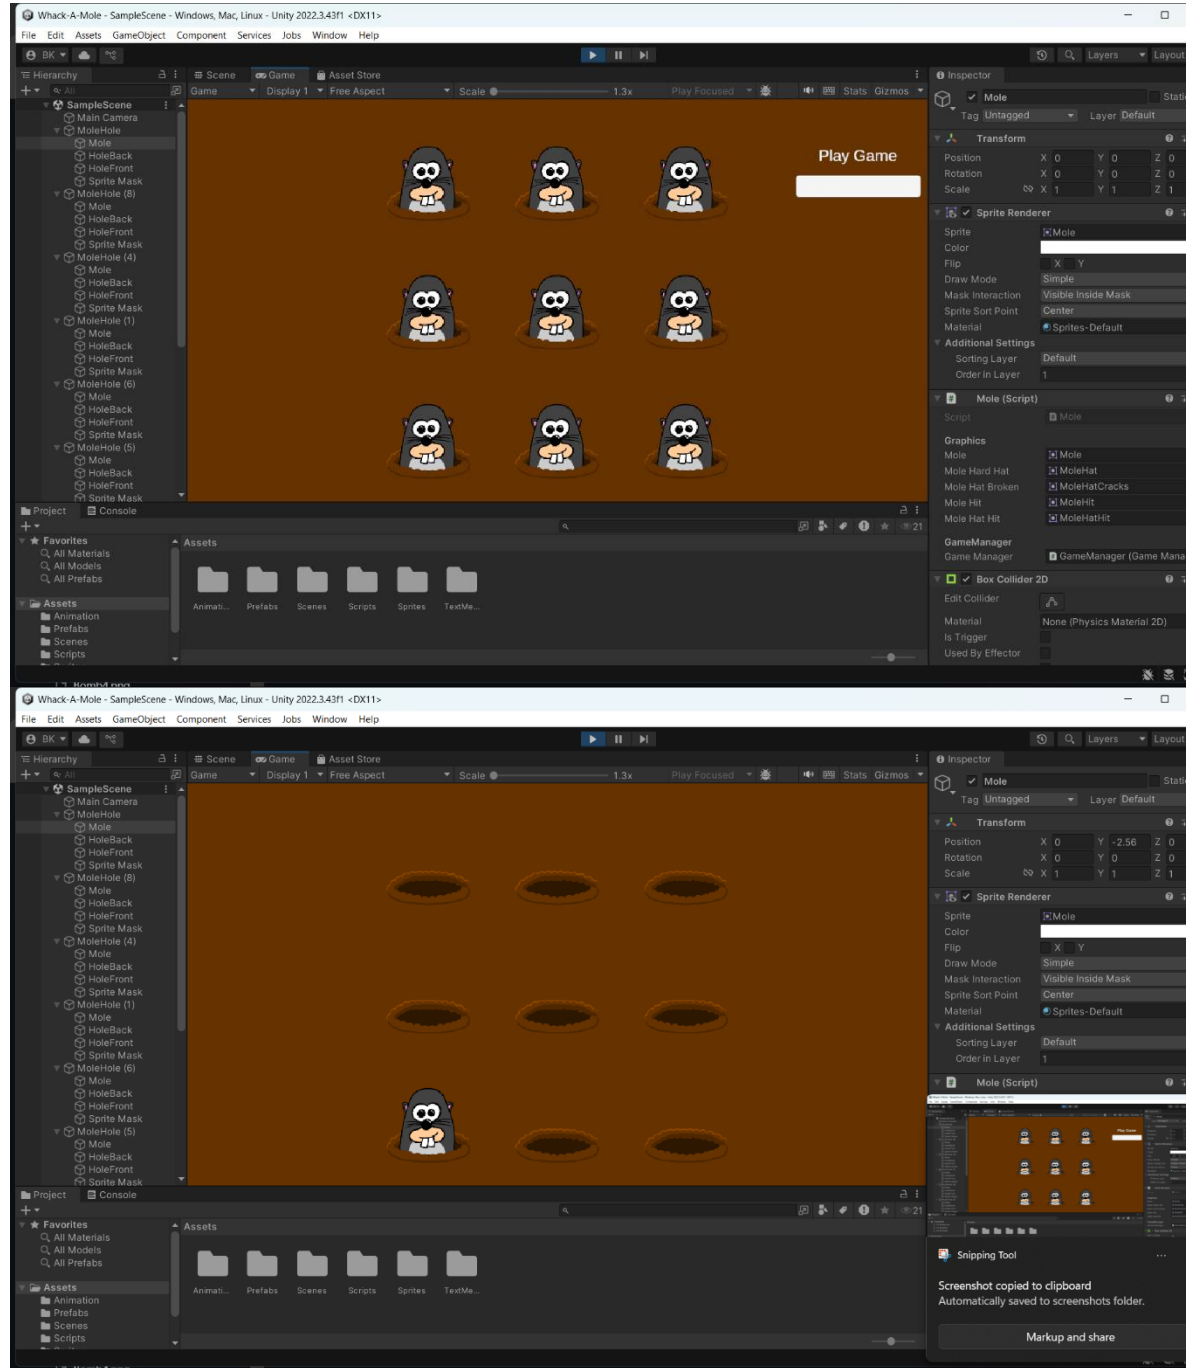 Whack-A-Mole - SampleScene - Windows, Mac, Linux - Unity 2022.3.43f1 <DX11>
File Edit Assets GameObject Component Services Jobs Window Help
BK Layers Layout
Hierarchy Scene Game Asset Store Inspector
All Game Display 1 Free Aspect Scale 1.3x Play Focused Stats Gizmos
SampleScene
Main Camera
MoleHole
Mole
HoleBack
HoleFront
Sprite Mask
MoleHole (8)
Mole
HoleBack
HoleFront
Sprite Mask
MoleHole (4)
Mole
HoleBack
HoleFront
Sprite Mask
MoleHole (1)
Mole
HoleBack
HoleFront
Sprite Mask
MoleHole (6)
Mole
HoleBack
HoleFront
Sprite Mask
MoleHole (5)
Mole
HoleBack
HoleFront
Sprite Mask
Play Game
Mole Static
Tag Untagged Layer Default
Transform
Position X 0 Y 0 Z 0
Rotation X 0 Y 0 Z 0
Scale X 1 Y 1 Z 1
Sprite Renderer
Sprite Mole
Color
Flip X Y
Draw Mode Simple
Mask Interaction Visible Inside Mask
Sprite Sort Point Center
Material Sprites-Default
Additional Settings
Sorting Layer Default
Order in Layer 1
Mole (Script)
Script Mole
Graphics
Mole Mole
Mole Hard Hat MoleHat
Mole Hat Broken MoleHatCracks
Mole Hit MoleHit
Mole Hat Hit MoleHatHit
GameManager
Game Manager GameManager (Game Mana
Box Collider 2D
Edit Collider
Material None (Physics Material 2D)
Is Trigger
Used By Effector
Project Console
21
Favorites
All Materials
All Models
All Prefabs
Assets
Animation
Prefabs
Scenes
Scripts
Assets
Animati... Prefabs Scenes Scripts Sprites TextMe...
Whack-A-Mole - SampleScene - Windows, Mac, Linux - Unity 2022.3.43f1 <DX11>
File Edit Assets GameObject Component Services Jobs Window Help
BK Layers Layout
Hierarchy Scene Game Asset Store Inspector
All Game Display 1 Free Aspect Scale 1.3x Play Focused Stats Gizmos
SampleScene
Main Camera
MoleHole
Mole
HoleBack
HoleFront
Sprite Mask
MoleHole (8)
Mole
HoleBack
HoleFront
Sprite Mask
MoleHole (4)
Mole
HoleBack
HoleFront
Sprite Mask
MoleHole (1)
Mole
HoleBack
HoleFront
Sprite Mask
MoleHole (6)
Mole
HoleBack
HoleFront
Sprite Mask
MoleHole (5)
Mole
HoleBack
HoleFront
Sprite Mask
Mole Static
Tag Untagged Layer Default
Transform
Position X 0 Y -2.56 Z 0
Rotation X 0 Y 0 Z 0
Scale X 1 Y 1 Z 1
Sprite Renderer
Sprite Mole
Color
Flip X Y
Draw Mode Simple
Mask Interaction Visible Inside Mask
Sprite Sort Point Center
Material Sprites-Default
Additional Settings
Sorting Layer Default
Order in Layer 1
Mole (Script)
Project Console
21
Favorites
All Materials
All Models
All Prefabs
Assets
Animation
Prefabs
Scenes
Scripts
Assets
Animati... Prefabs Scenes Scripts Sprites TextMe...
Snipping Tool ...
Screenshot copied to clipboard
Automatically saved to screenshots folder.
Markup and share